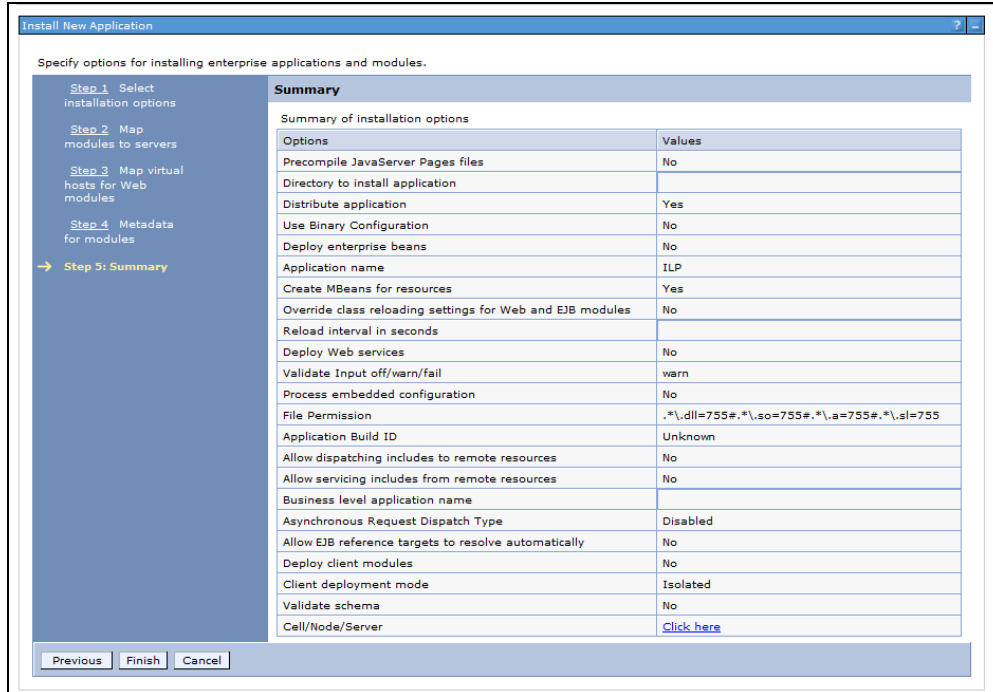 Install New Application
? –
Specify options for installing enterprise applications and modules.
Step 1 Select
installation options
Step 2 Map
modules to servers
Step 3 Map virtual
hosts for Web
modules
Step 4 Metadata
for modules
→ Step 5: Summary
Summary
Summary of installation options
Options Values
Precompile JavaServer Pages files No
Directory to install application
Distribute application Yes
Use Binary Configuration No
Deploy enterprise beans No
Application name ILP
Create MBeans for resources Yes
Override class reloading settings for Web and EJB modules No
Reload interval in seconds
Deploy Web services No
Validate Input off/warn/fail warn
Process embedded configuration No
File Permission .*\.dll=755#.*\.so=755#.*\.a=755#.*\.sl=755
Application Build ID Unknown
Allow dispatching includes to remote resources No
Allow servicing includes from remote resources No
Business level application name
Asynchronous Request Dispatch Type Disabled
Allow EJB reference targets to resolve automatically No
Deploy client modules No
Client deployment mode Isolated
Validate schema No
Cell/Node/Server Click here
Previous Finish Cancel